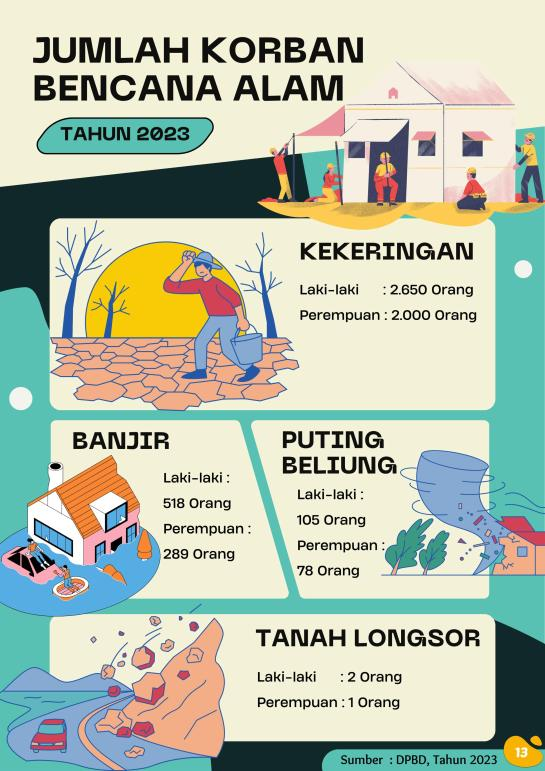 JUMLAH KORBAN
BENCANA ALAM
TAHUN 2023
KEKERINGAN
Laki-laki : 2.650 Orang
Perempuan : 2.000 Orang
BANJIR
Laki-laki :
518 Orang
Perempuan :
289 Orang
PUTING
BELIUNG
Laki-laki :
105 Orang
Perempuan :
78 Orang
TANAH LONGSOR
Laki-laki : 2 Orang
Perempuan : 1 Orang
Sumber : DPBD, Tahun 2023
13